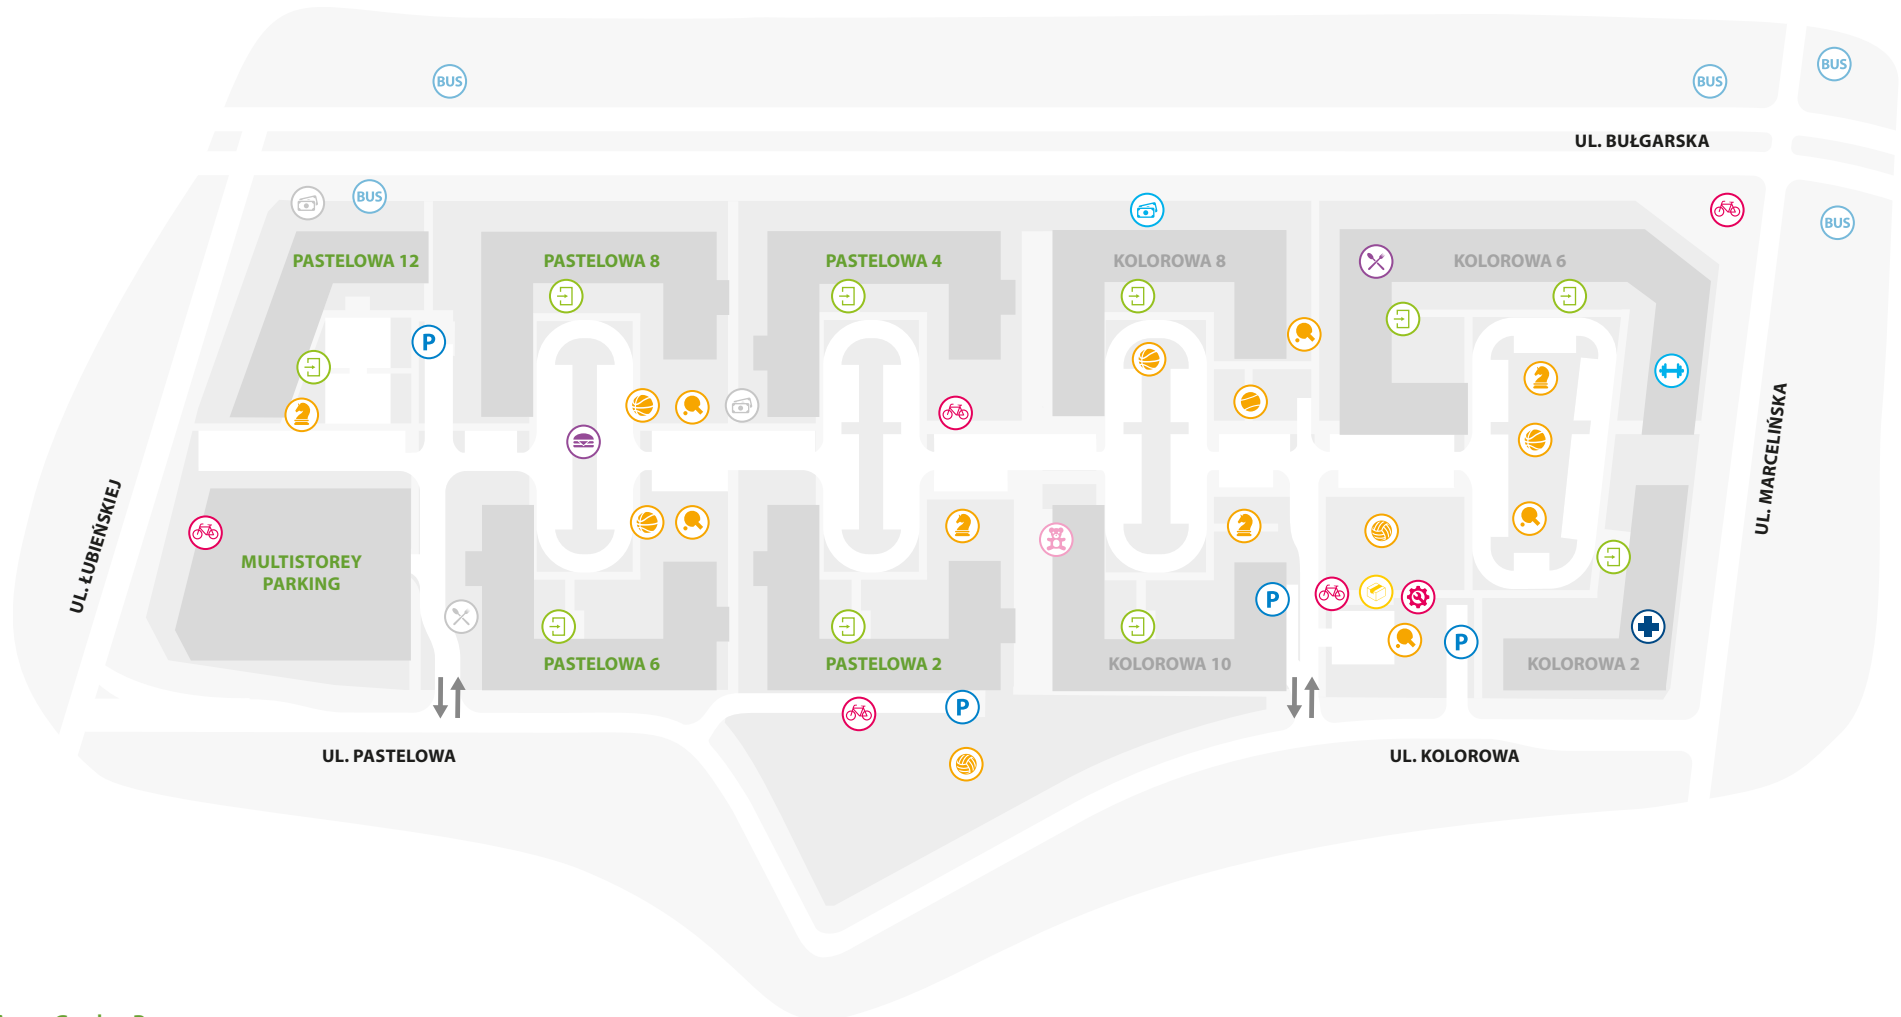 BUS
BUS
BUS
UL. BUŁGARSKA
BUS
BUS
PASTELOWA 12
PASTELOWA 8
PASTELOWA 4
KOLOROWA 8
KOLOROWA 6
P
UL. MARCELIŃSKA
UL. ŁUBIEŃSKIEJ
MULTISTOREY
PARKING
P
P
PASTELOWA 6
PASTELOWA 2
KOLOROWA 10
KOLOROWA 2
P
UL. PASTELOWA
UL. KOLOROWA